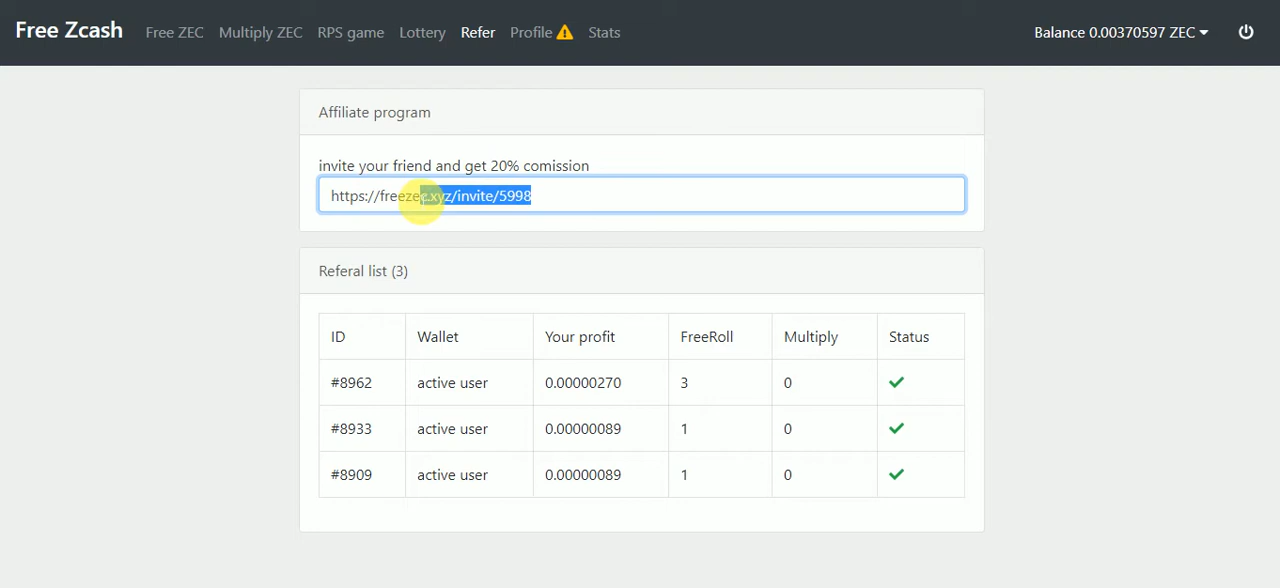 Free Zcash Free ZEC Multiply ZEC RPS game Lottery Refer Profile Stats Balance 0.00370597 ZEC
Affiliate program
invite your friend and get 20% comission
https://freezec.xyz/invite/5998
Referal list (3)
ID Wallet Your profit FreeRoll Multiply Status
#8962 active user 0.00000270 3 0
#8933 active user 0.00000089 1 0
#8909 active user 0.00000089 1 0